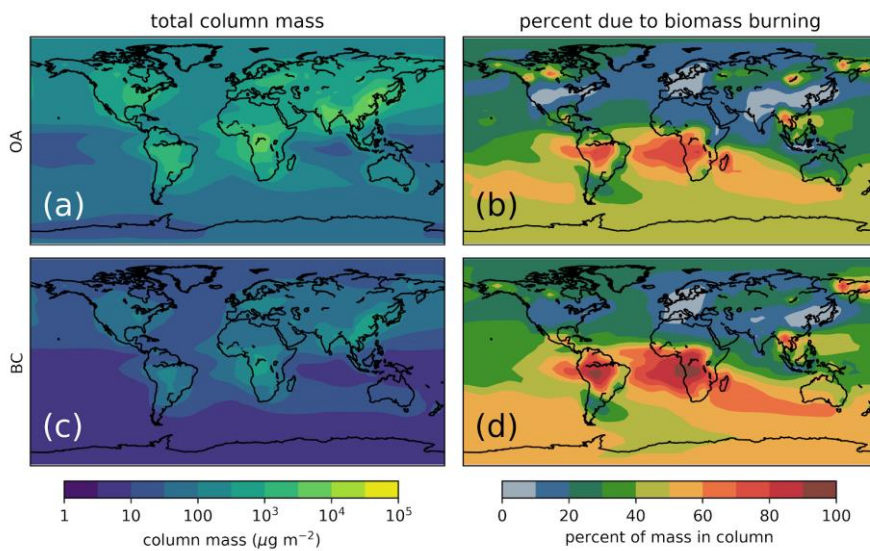 total column mass
percent due to biomass burning
OA
(a)
(b)
BC
(c)
(d)
1 10 100 10³ 10⁴ 10⁵
column mass (μg m⁻²)
0 20 40 60 80 100
percent of mass in column